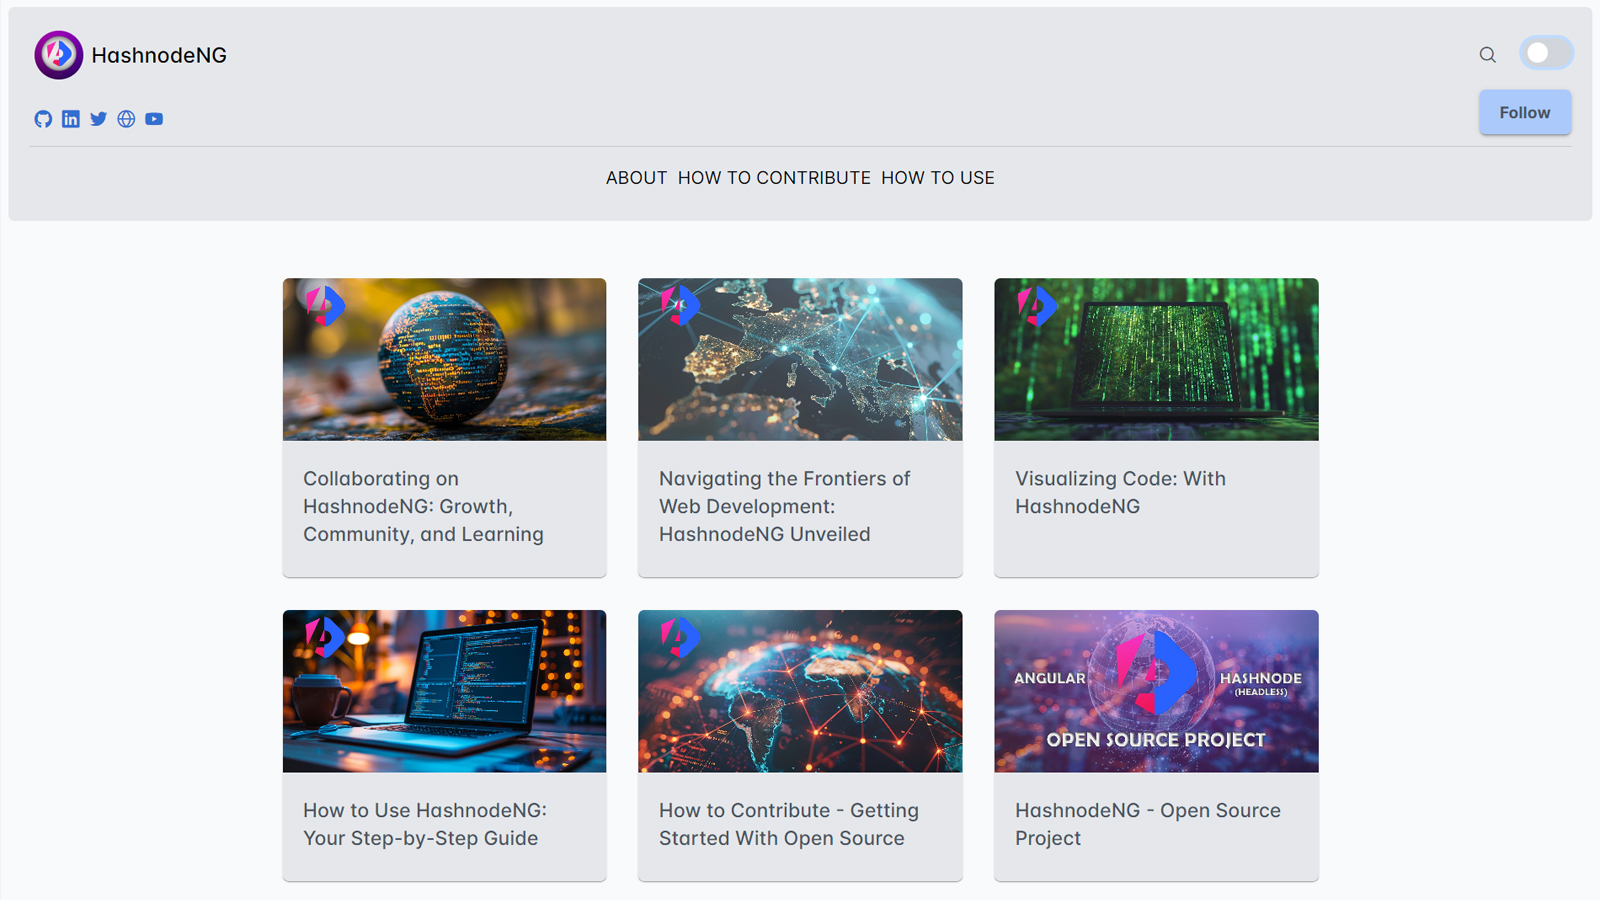 HashnodeNG
Follow
ABOUT HOW TO CONTRIBUTE HOW TO USE
Collaborating on
HashnodeNG: Growth,
Community, and Learning
Navigating the Frontiers of
Web Development:
HashnodeNG Unveiled
Visualizing Code: With
HashnodeNG
How to Use HashnodeNG:
Your Step-by-Step Guide
How to Contribute - Getting
Started With Open Source
ANGULAR
HASHNODE
(HEADLESS)
OPEN SOURCE PROJECT
HashnodeNG - Open Source
Project